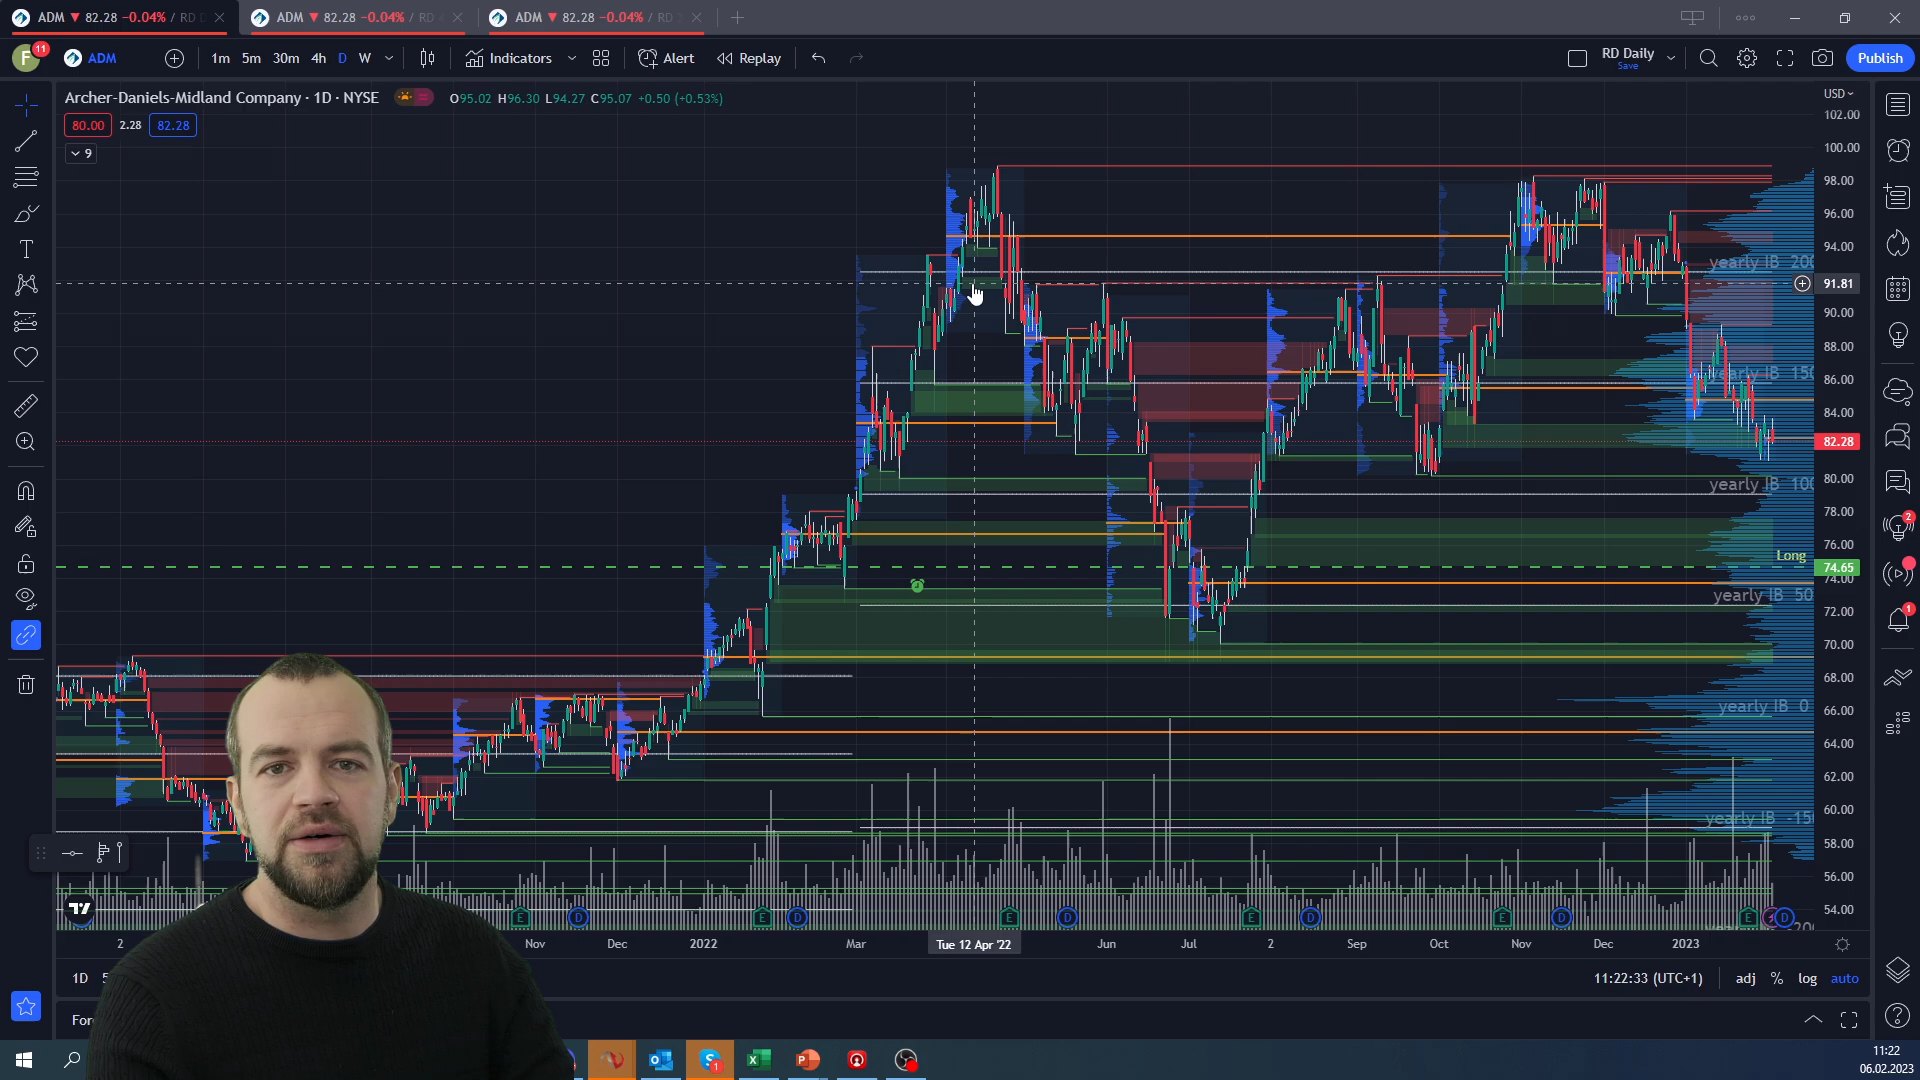 ADM ▼ 82.28 -0.04% / RD
ADM ▼ 82.28 -0.04% / RD
ADM ▼ 82.28 -0.04% / RD
F
11
ADM
1m 5m 30m 4h D W
Indicators
Alert
Replay
RD Daily
Save
Publish
Archer-Daniels-Midland Company · 1D · NYSE
O95.02 H96.30 L94.27 C95.07 +0.50 (+0.53%)
80.00 2.28 82.28
9
USD
102.00
100.00
98.00
96.00
94.00
yearly IB 200
91.81
90.00
88.00
yearly IB 150
86.00
84.00
82.28
80.00
yearly IB 100
78.00
76.00
Long
74.65
74.00
yearly IB 50
72.00
70.00
68.00
66.00
yearly IB 0
64.00
62.00
60.00
yearly IB -15
58.00
56.00
54.00
2
1
T
E D E D E D E D E D E D
2 Nov Dec 2022 Mar Tue 12 Apr '22 Jun Jul 2 Sep Oct Nov Dec 2023
1D
11:22:33 (UTC+1)
adj % log auto
For
11:22
06.02.2023